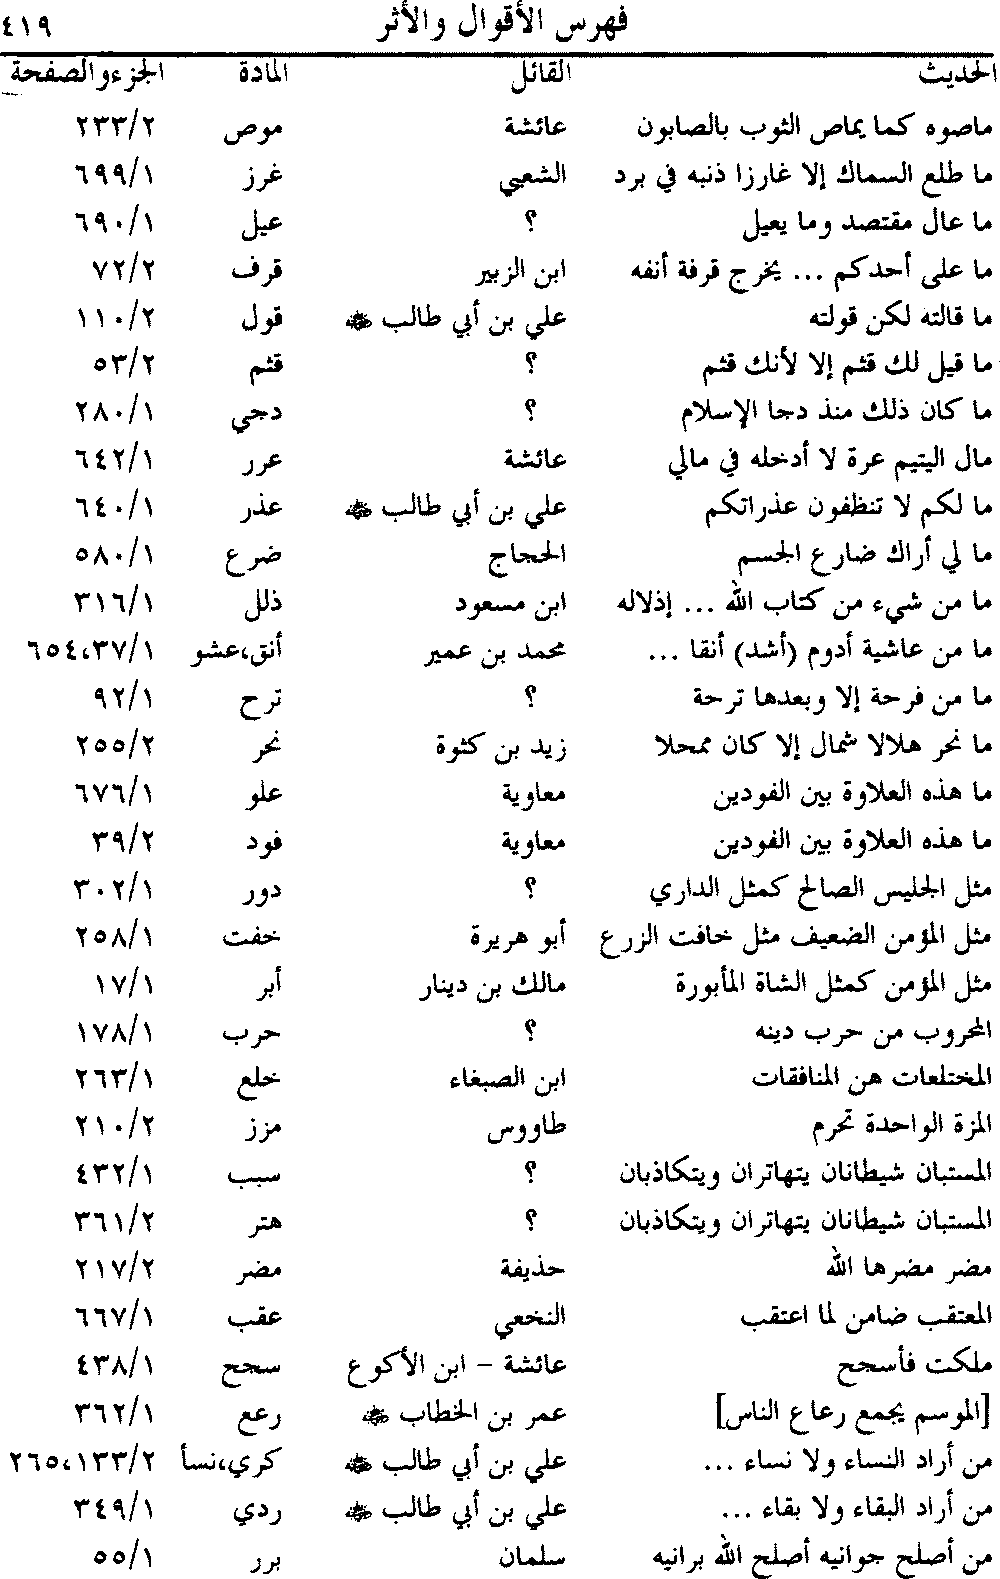 فهرس الأقوال والأثر ٤١٩
الحديث القائل المادة الجزء والصفحة
ماصوه كما يماص الثوب بالصابون عائشة موص ٢٣٣/٢
ما طلع السماك إلا غارزا ذنبه في برد الشعبي غرز ٦٩٩/١
ما عال مقتصد وما يعيل ؟ عيل ٦٩٠/١
ما على أحدكم ... يخرج قرفة أنفه ابن الزبير قرف ٧٢/٢
ما قالته لكن قولته علي بن أبي طالب ﷺ قول ١١٠/٢
ما قيل لك قثم إلا لأنك قثم ؟ قثم ٥٣/٢
ما كان ذلك منذ دجا الإسلام ؟ دجي ٢٨٠/١
مال اليتيم عرة لا أدخله في مالي عائشة عرر ٦٤٢/١
ما لكم لا تنظفون عذراتكم علي بن أبي طالب عذر ٦٤٠/١
ما لي أراك ضارع الجسم الحجاج ضرع ٥٨٠/١
ما من شيء من كتاب الله ... إذلاله ابن مسعود ذلل ٣١٦/١
ما من عاشية أدوم (أشد) أنقا ... محمد بن عمير أنق،عشو ٦٥٤،٣٧/١
ما من فرحة إلا وبعدها ترحة ؟ ترح ٩٢/١
ما نحر هلالا شمال إلا كان ممحلا زيد بن كثوة نحر ٢٥٥/٢
ما هذه العلاوة بين الفودين معاوية علو ٦٧٦/١
ما هذه العلاوة بين الفودين معاوية فود ٣٩/٢
مثل الجليس الصالح كمثل الداري ؟ دور ٣٠٢/١
مثل المؤمن الضعيف مثل خافت الزرع أبو هريرة خفت ٢٥٨/١
مثل المؤمن كمثل الشاة المأبورة مالك بن دينار أبر ١٧/١
المحروب من حرب دينه ؟ حرب ١٧٨/١
المختلعات هن المنافقات ابن الصبغاء خلع ٢٦٣/١
المزة الواحدة تحرم طاووس مزز ٢١٠/٢
المستبان شيطانان يتهاتران ويتكاذبان ؟ سبب ٤٣٢/١
المستبان شيطانان يتهاتران ويتكاذبان ؟ هتر ٣٦١/٢
مضر مضرها الله حذيفة مضر ٢١٧/٢
المعتقب ضامن لما اعتقب النخعي عقب ٦٦٧/١
ملكت فأسجح عائشة – ابن الأكوع سجح ٤٣٨/١
[الموسم يجمع رعاع الناس] عمر بن الخطاب رعع ٣٦٢/١
من أراد النساء ولا نساء ... علي بن أبي طالب كري،نسأ ٢٦٥،١٣٣/٢
من أراد البقاء ولا بقاء ... علي بن أبي طالب ردي ٣٤٩/١
من أصلح جوانيه أصلح الله برانيه سلمان برر ٥٥/١